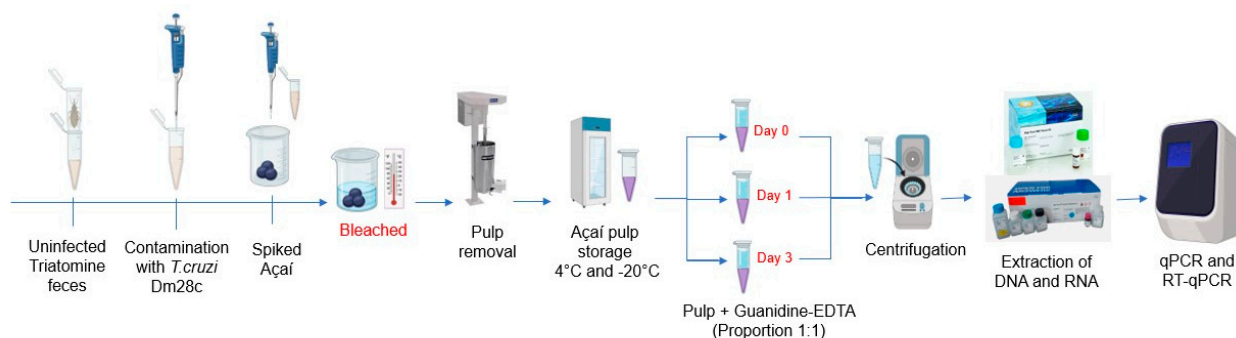 Uninfected
Triatomine
feces
Contamination
with T.cruzi
Dm28c
Spiked
Açaí
Bleached
Pulp
removal
Açaí pulp
storage
4°C and -20°C
Day 0
Day 1
Day 3
Pulp + Guanidine-EDTA
(Proportion 1:1)
Centrifugation
Extraction of
DNA and RNA
qPCR and
RT-qPCR